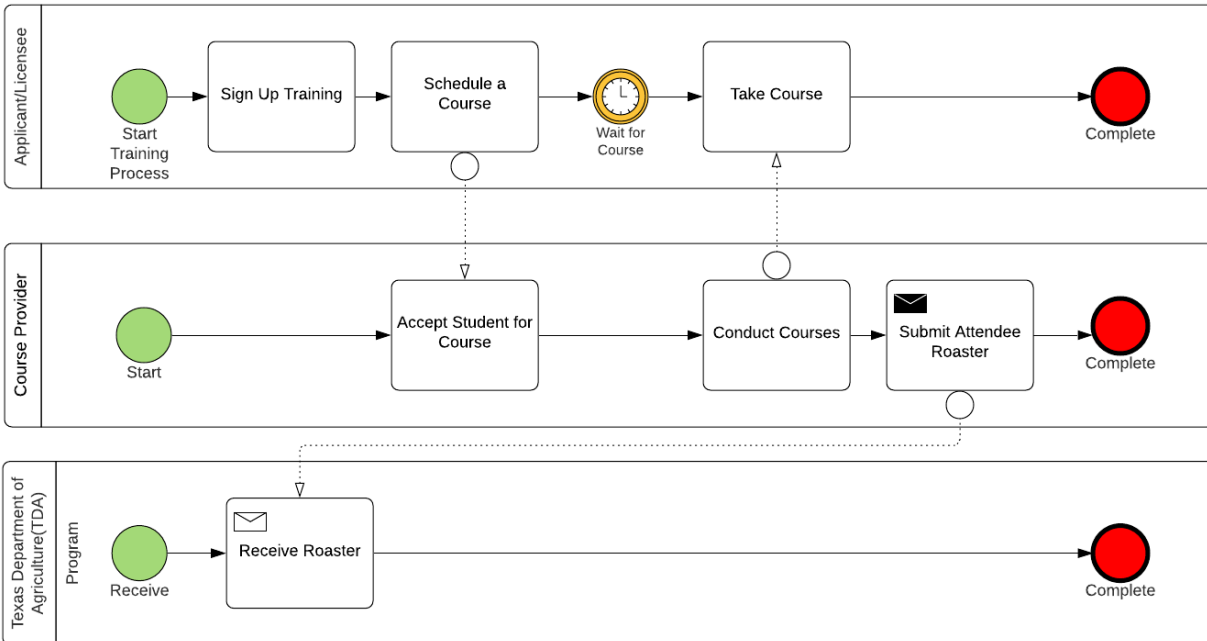 Applicant/Licensee
Start
Training
Process
Sign Up Training
Schedule a
Course
Wait for
Course
Take Course
Complete
Course Provider
Start
Accept Student for
Course
Conduct Courses
Submit Attendee
Roaster
Complete
Texas Department of
Agriculture(TDA)
Program
Receive
Receive Roaster
Complete